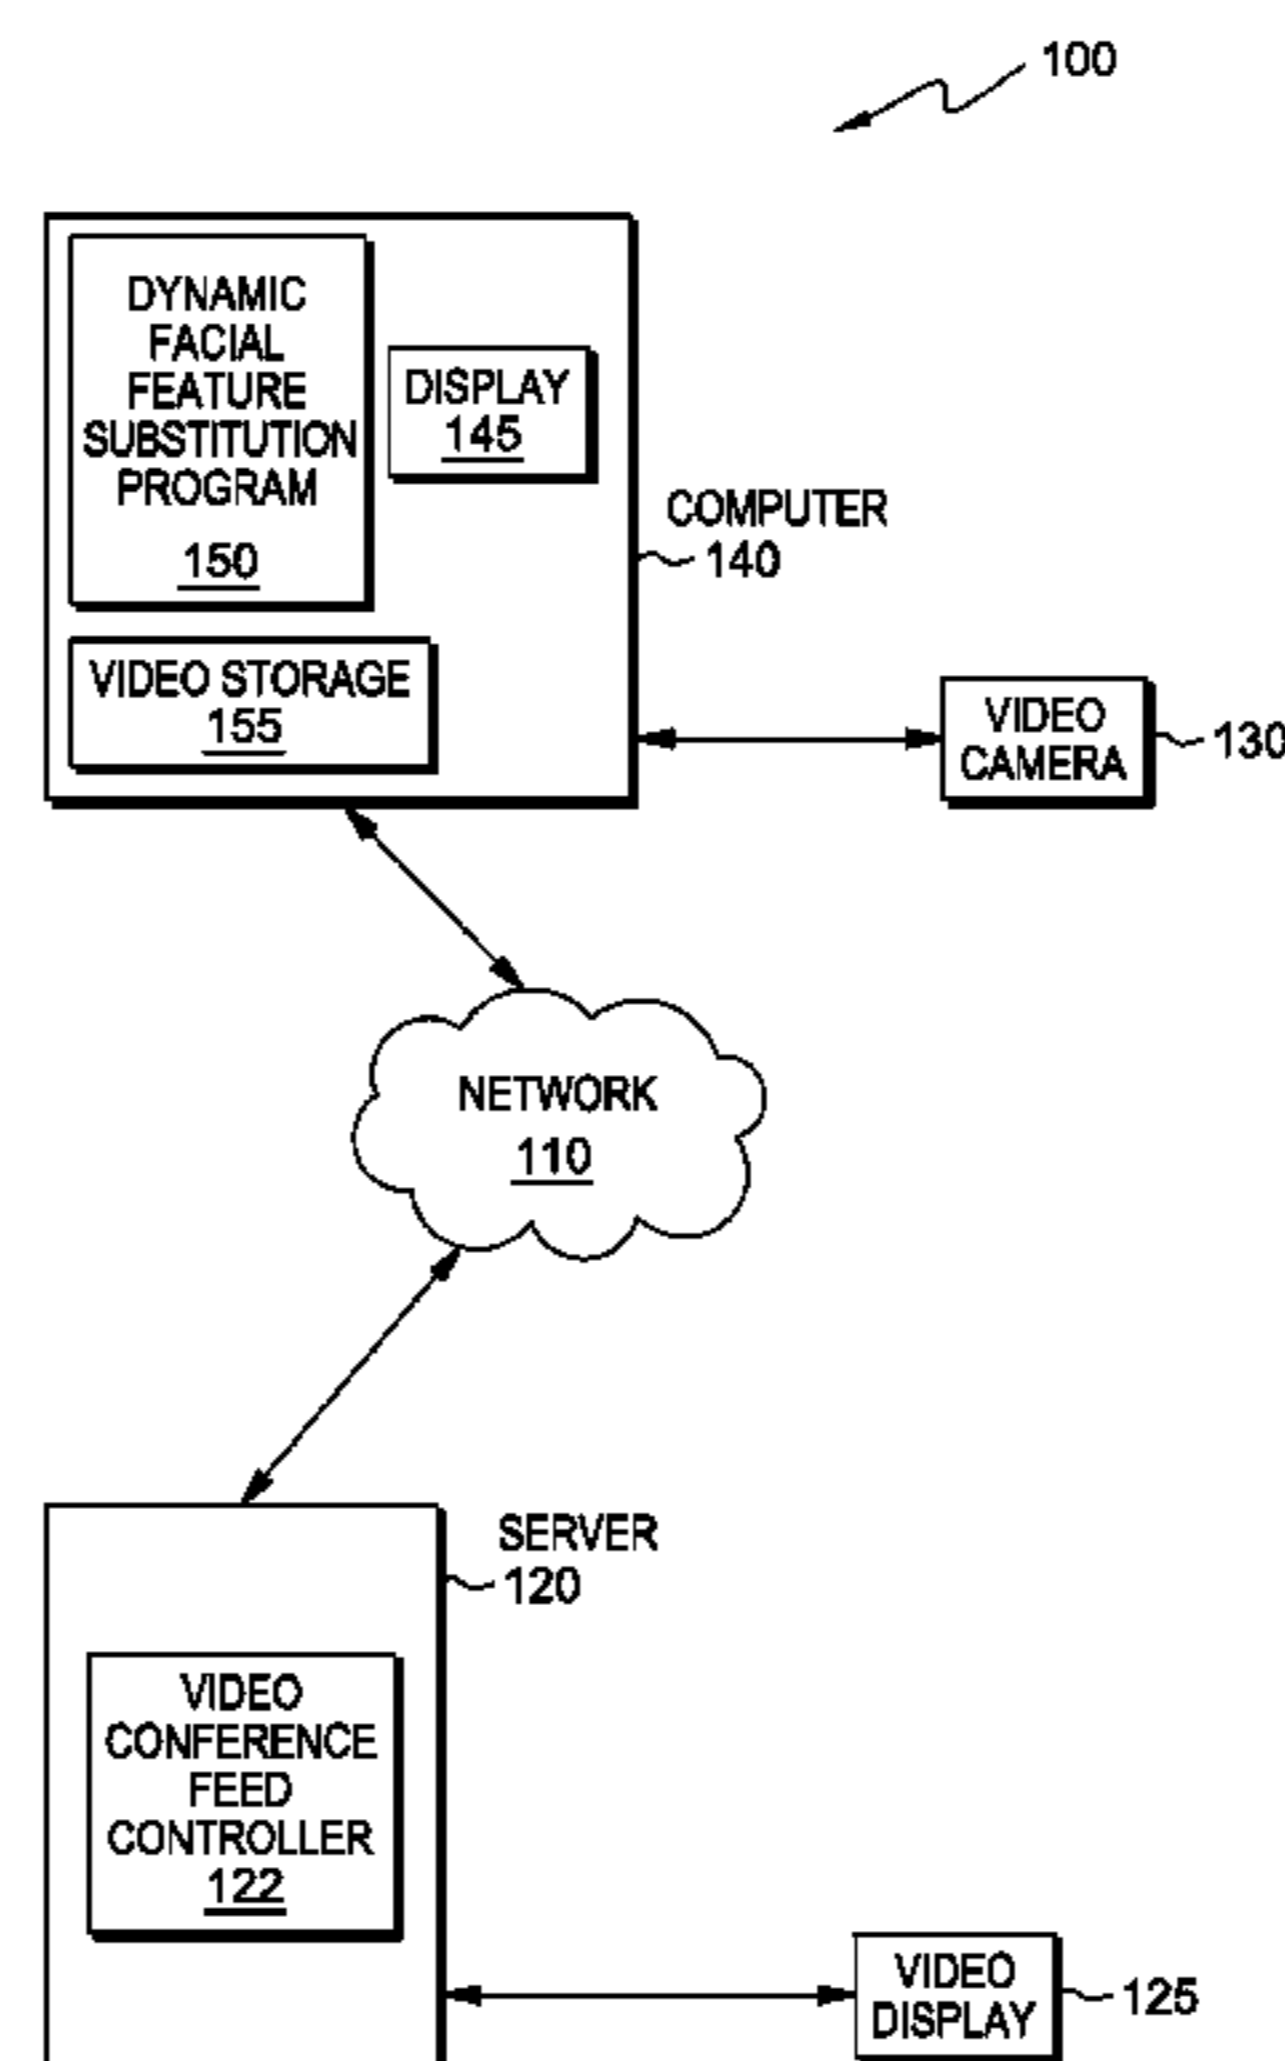 100
DYNAMIC
FACIAL
FEATURE
SUBSTITUTION
PROGRAM
150
DISPLAY
145
COMPUTER
140
VIDEO STORAGE
155
VIDEO
CAMERA
130
NETWORK
110
SERVER
120
VIDEO
CONFERENCE
FEED
CONTROLLER
122
VIDEO
DISPLAY
125